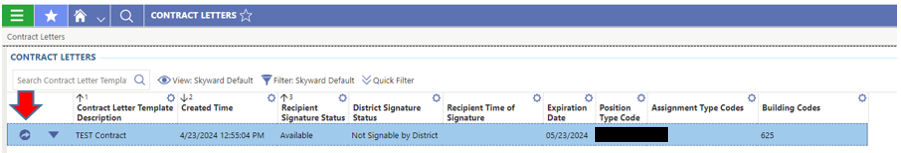 CONTRACT LETTERS
Contract Letters
CONTRACT LETTERS
Search Contract Letter Templa View: Skyward Default Filter: Skyward Default Quick Filter
1 2 3
Contract Letter Template Description Created Time Recipient Signature Status District Signature Status Recipient Time of Signature Expiration Date Position Type Code Assignment Type Codes Building Codes
TEST Contract 4/23/2024 12:55:04 PM Available Not Signable by District 05/23/2024 625